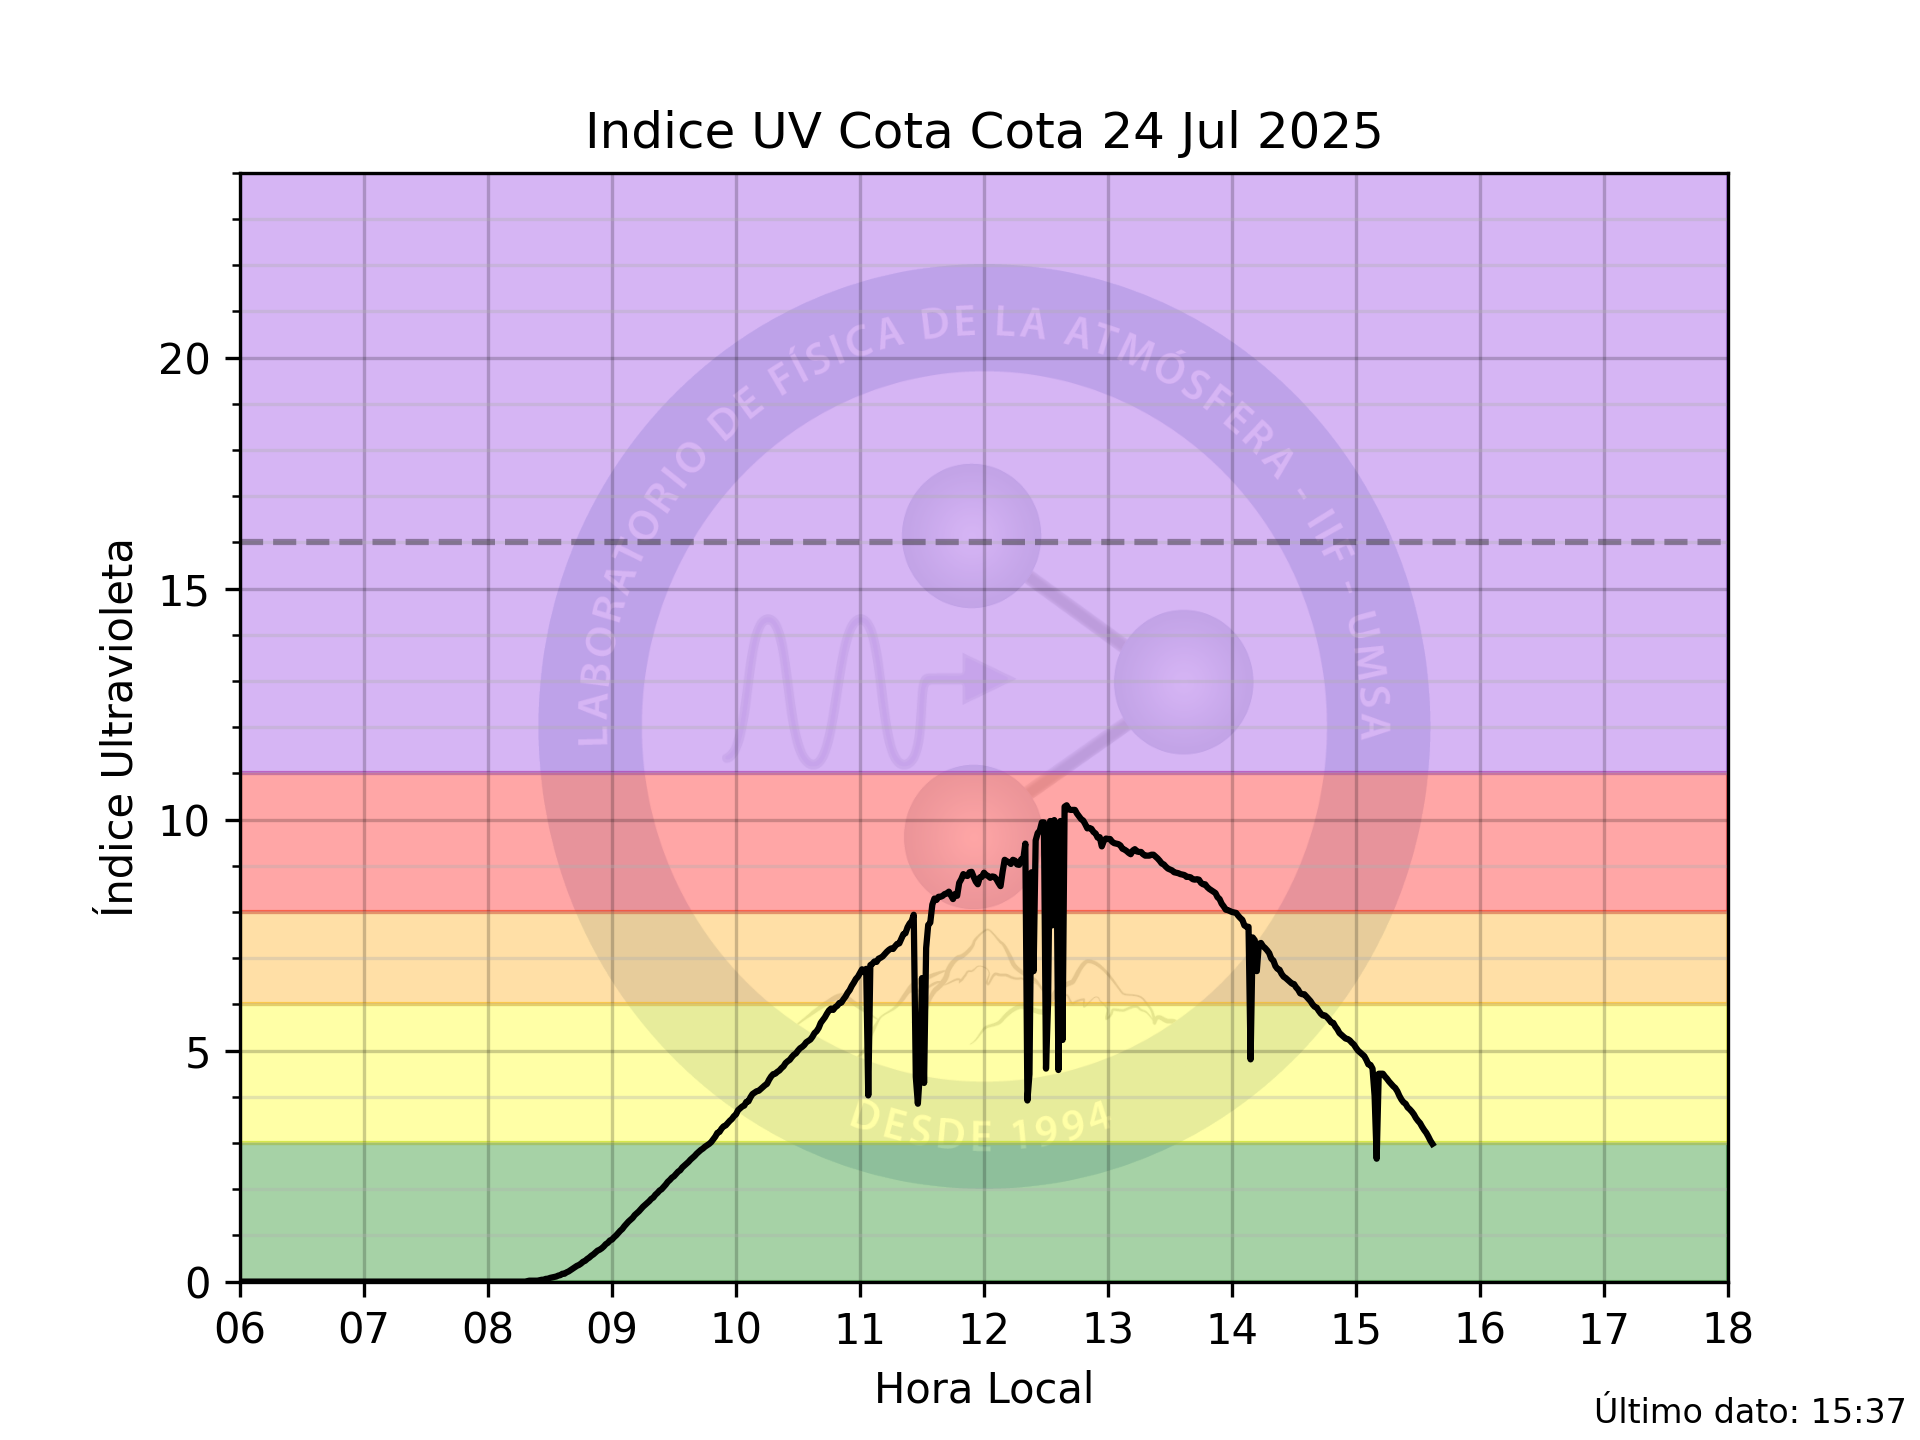 Indice UV Cota Cota 24 Jul 2025
LABORATORIO DE FÍSICA DE LA ATMÓSFERA - IIF - UMSA
DESDE 1994
Índice Ultravioleta
20
15
10
5
0
06 07 08 09 10 11 12 13 14 15 16 17 18
Hora Local
Último dato: 15:37